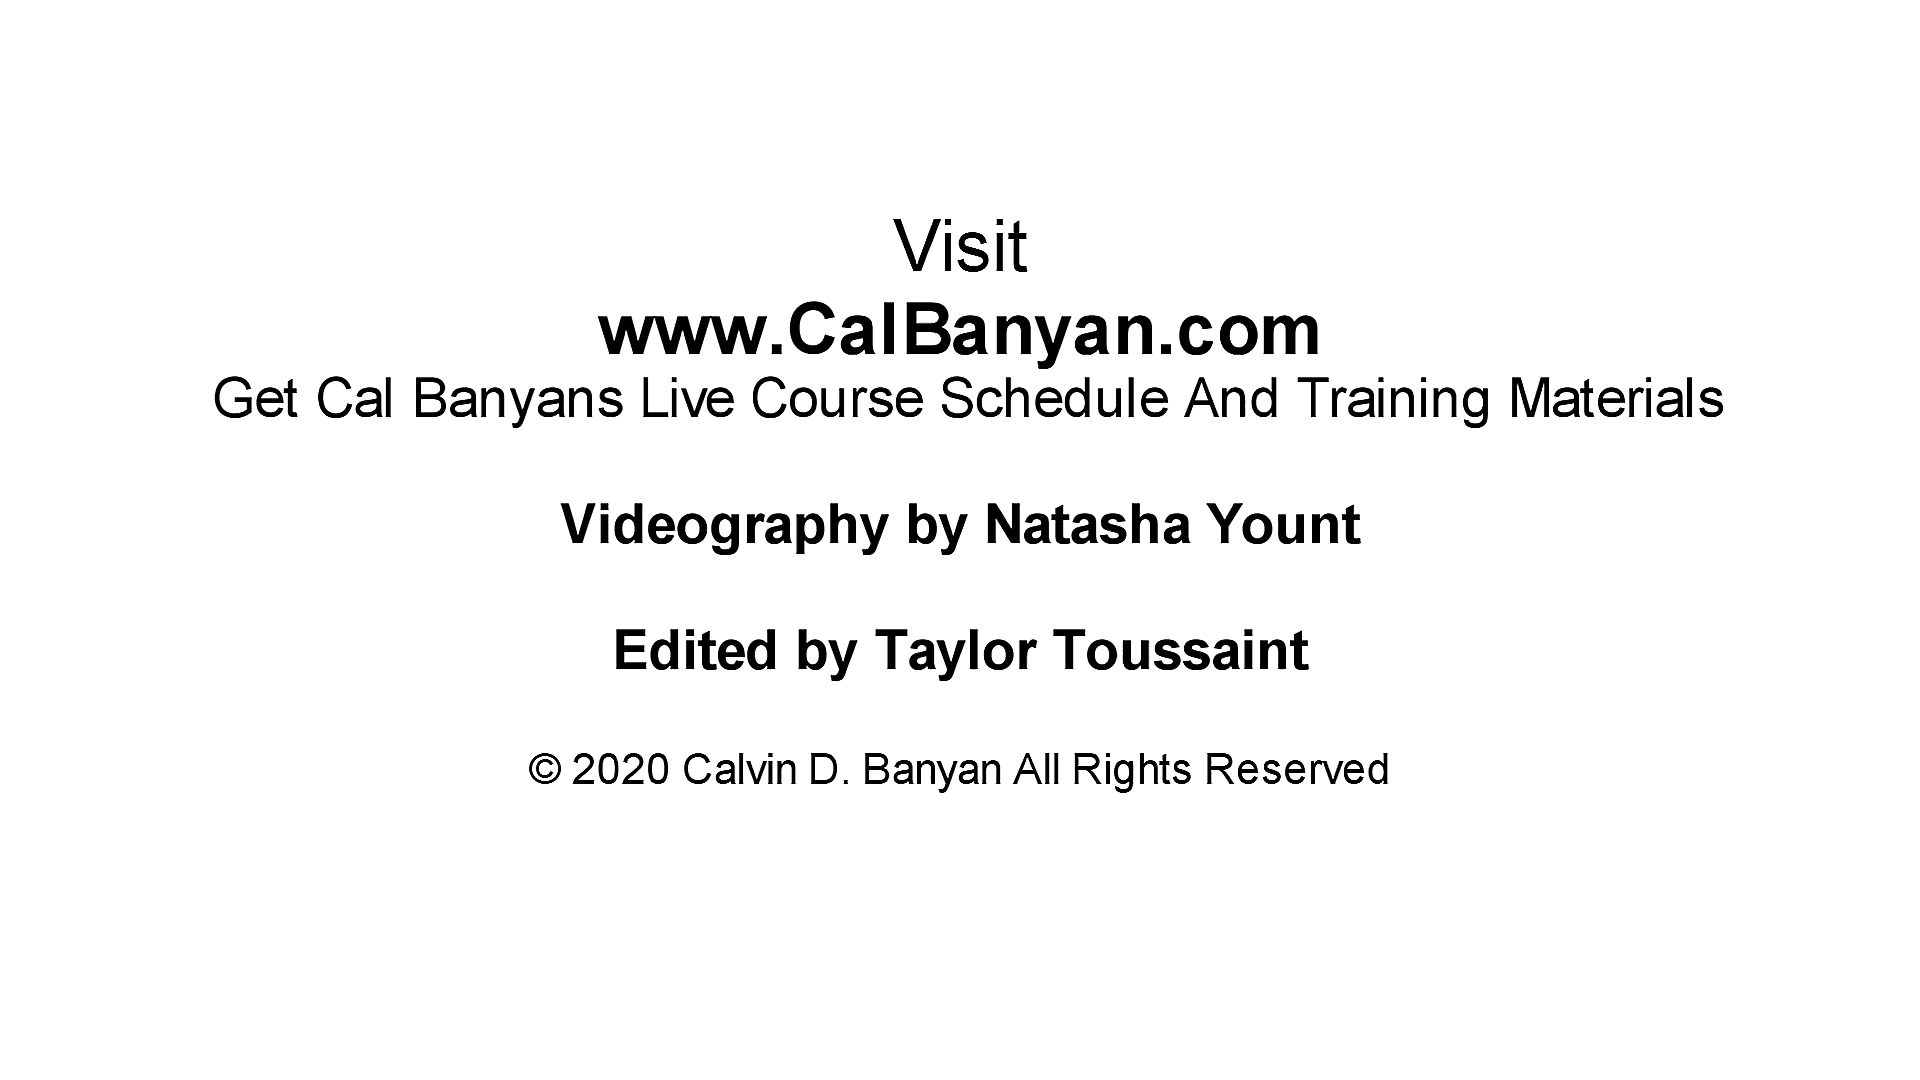 Visit
www.CalBanyan.com
Get Cal Banyans Live Course Schedule And Training Materials
Videography by Natasha Yount
Edited by Taylor Toussaint
© 2020 Calvin D. Banyan All Rights Reserved